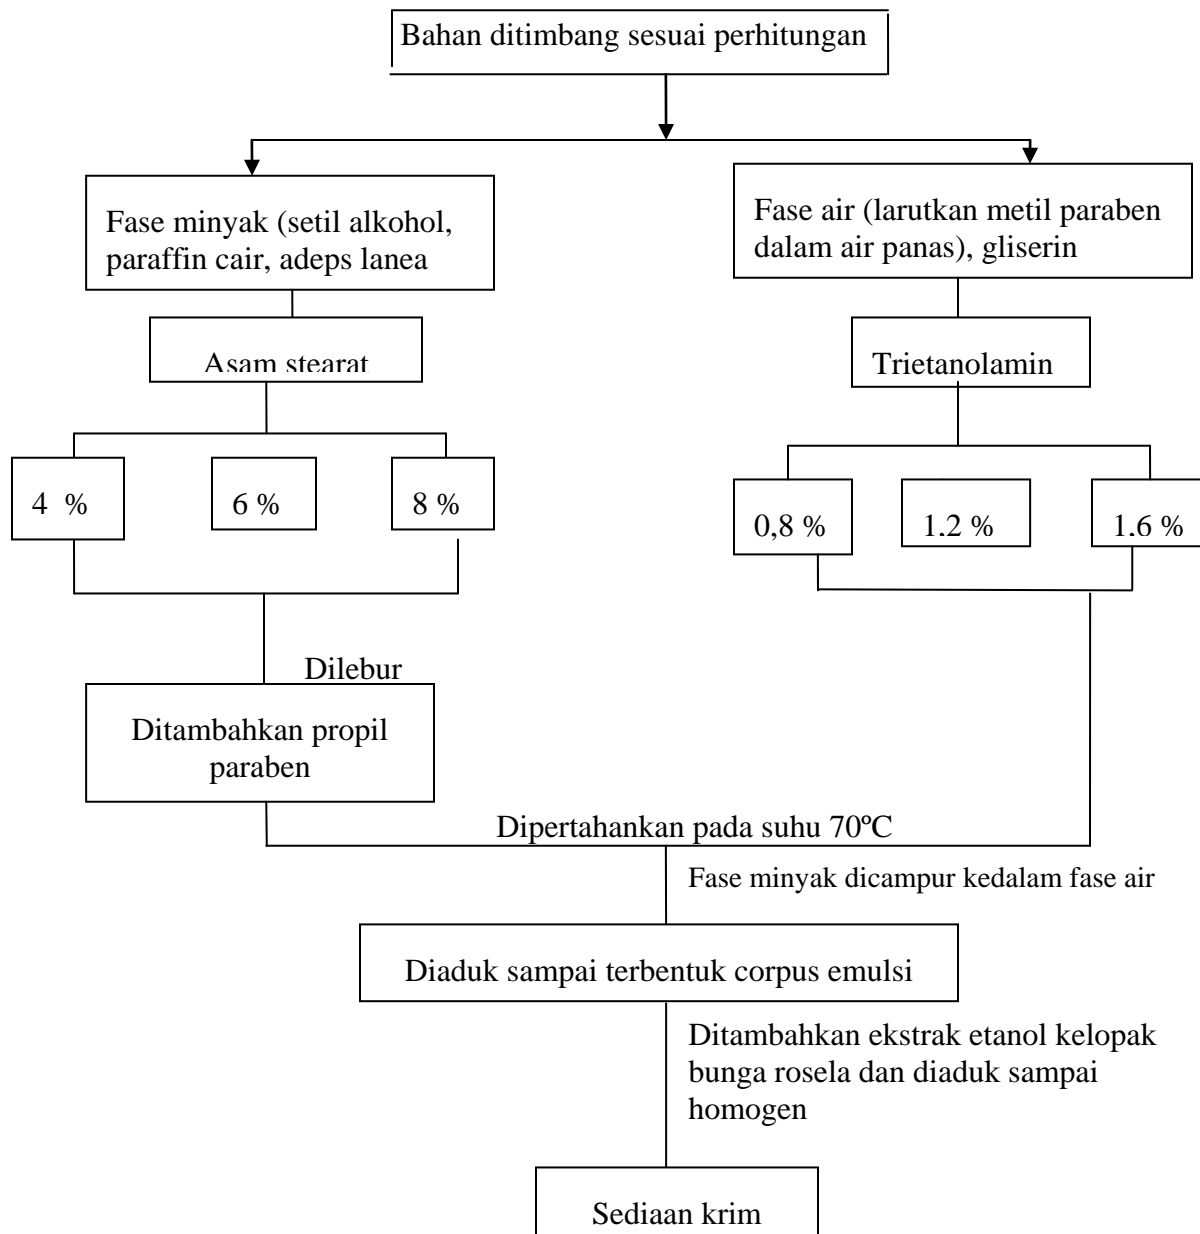 Bahan ditimbang sesuai perhitungan
Fase minyak (setil alkohol,
paraffin cair, adeps lanea
Fase air (larutkan metil paraben
dalam air panas), gliserin
Asam stearat
Trietanolamin
4 %
6 %
8 %
0,8 %
1,2 %
1,6 %
Dilebur
Ditambahkan propil
paraben
Dipertahankan pada suhu 70ºC
Fase minyak dicampur kedalam fase air
Diaduk sampai terbentuk corpus emulsi
Ditambahkan ekstrak etanol kelopak
bunga rosela dan diaduk sampai
homogen
Sediaan krim